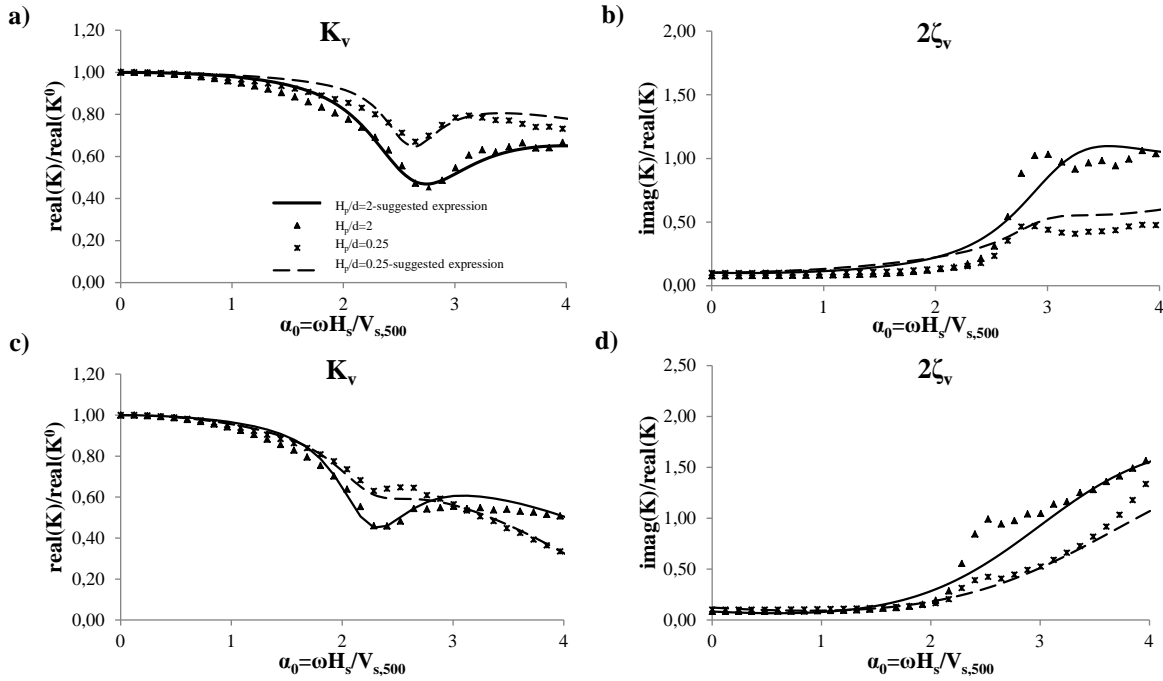 a)
K_v
real(K)/real(K⁰)
1,20
1,00
0,80
0,60
0,40
0,20
0,00
H_p/d=2-suggested expression
H_p/d=2
H_p/d=0.25
H_p/d=0.25-suggested expression
0 1 2 3 4
α₀=ωH_s/V_s,500
b)
2ζ_v
imag(K)/real(K)
2,00
1,50
1,00
0,50
0,00
0 1 2 3 4
α₀=ωH_s/V_s,500
c)
K_v
real(K)/real(K⁰)
1,20
1,00
0,80
0,60
0,40
0,20
0,00
0 1 2 3 4
α₀=ωH_s/V_s,500
d)
2ζ_v
imag(K)/real(K)
2,50
2,00
1,50
1,00
0,50
0,00
0 1 2 3 4
α₀=ωH_s/V_s,500